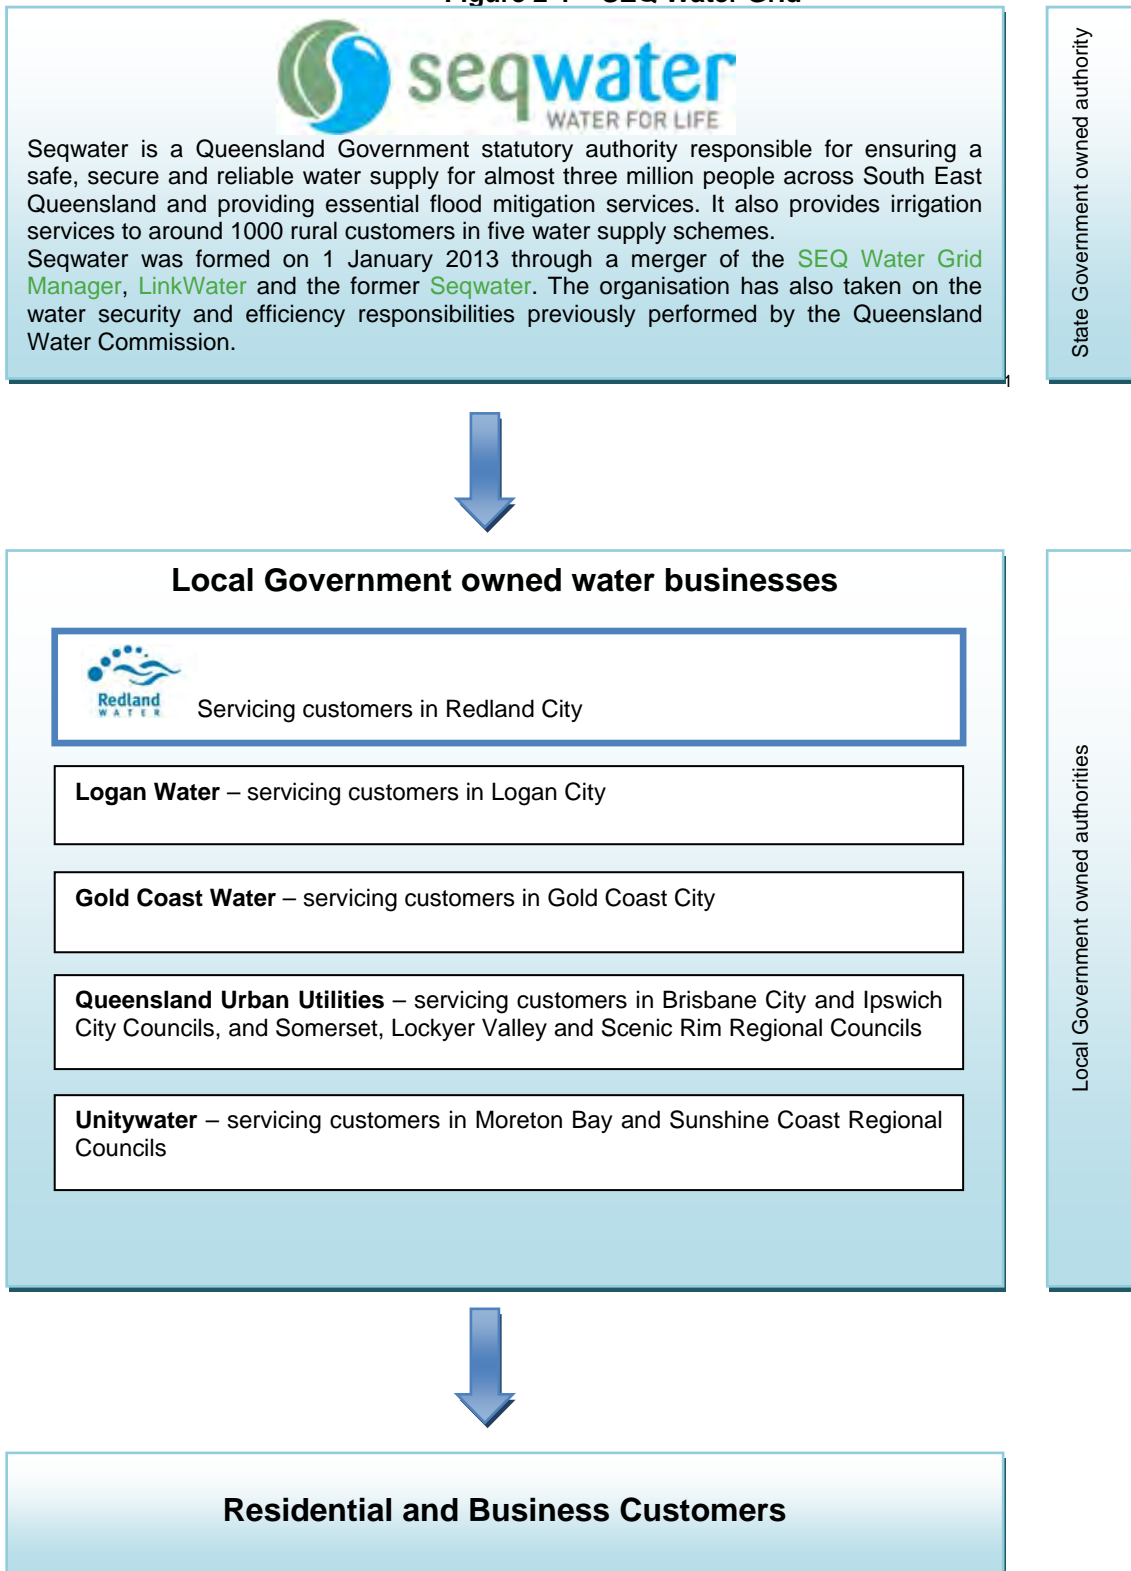 Figure 2-1 – SEQ Water Grid
seqwater
WATER FOR LIFE
Seqwater is a Queensland Government statutory authority responsible for ensuring a
safe, secure and reliable water supply for almost three million people across South East
Queensland and providing essential flood mitigation services. It also provides irrigation
services to around 1000 rural customers in five water supply schemes.
Seqwater was formed on 1 January 2013 through a merger of the SEQ Water Grid
Manager, LinkWater and the former Seqwater. The organisation has also taken on the
water security and efficiency responsibilities previously performed by the Queensland
Water Commission.
1
State Government owned authority
Local Government owned water businesses
Redland
WATER
Servicing customers in Redland City
Logan Water – servicing customers in Logan City
Gold Coast Water – servicing customers in Gold Coast City
Queensland Urban Utilities – servicing customers in Brisbane City and Ipswich
City Councils, and Somerset, Lockyer Valley and Scenic Rim Regional Councils
Unitywater – servicing customers in Moreton Bay and Sunshine Coast Regional
Councils
Local Government owned authorities
Residential and Business Customers